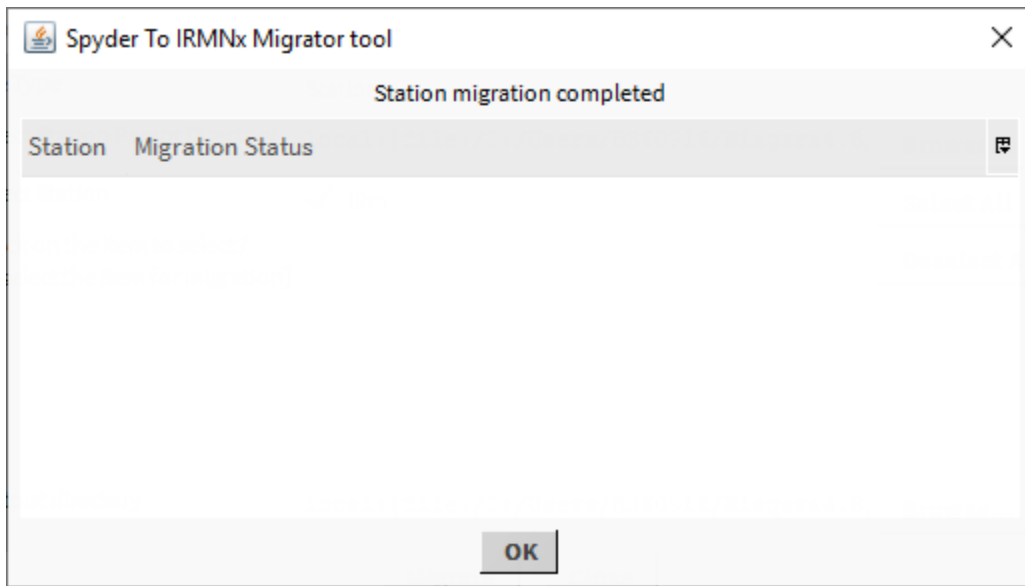 Spyder To IRMNx Migrator tool
Station migration completed
Station Migration Status
OK